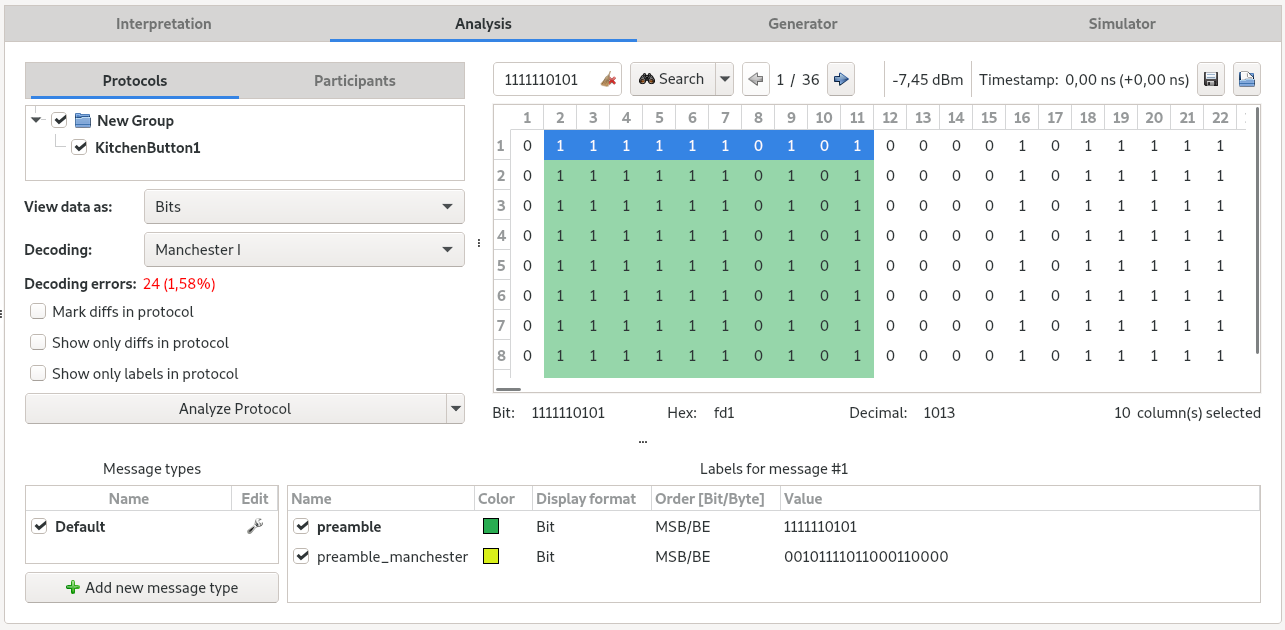 Interpretation Analysis Generator Simulator
Protocols Participants
New Group
KitchenButton1
View data as: Bits
Decoding: Manchester I
Decoding errors: 24 (1,58%)
Mark diffs in protocol
Show only diffs in protocol
Show only labels in protocol
Analyze Protocol
1111110101 Search 1 / 36 -7,45 dBm Timestamp: 0,00 ns (+0,00 ns)
1 2 3 4 5 6 7 8 9 10 11 12 13 14 15 16 17 18 19 20 21 22
1 0 1 1 1 1 1 1 0 1 0 1 0 0 0 0 1 0 1 1 1 1 1
2 0 1 1 1 1 1 1 0 1 0 1 0 0 0 0 1 0 1 1 1 1 1
3 0 1 1 1 1 1 1 0 1 0 1 0 0 0 0 1 0 1 1 1 1 1
4 0 1 1 1 1 1 1 0 1 0 1 0 0 0 0 1 0 1 1 1 1 1
5 0 1 1 1 1 1 1 0 1 0 1 0 0 0 0 1 0 1 1 1 1 1
6 0 1 1 1 1 1 1 0 1 0 1 0 0 0 0 1 0 1 1 1 1 1
7 0 1 1 1 1 1 1 0 1 0 1 0 0 0 0 1 0 1 1 1 1 1
8 0 1 1 1 1 1 1 0 1 0 1 0 0 0 0 1 0 1 1 1 1 1
Bit: 1111110101 Hex: fd1 Decimal: 1013 10 column(s) selected
...
Message types
Name Edit
Default
Add new message type
Labels for message #1
Name Color Display format Order [Bit/Byte] Value
preamble Bit MSB/BE 1111110101
preamble_manchester Bit MSB/BE 00101111011000110000